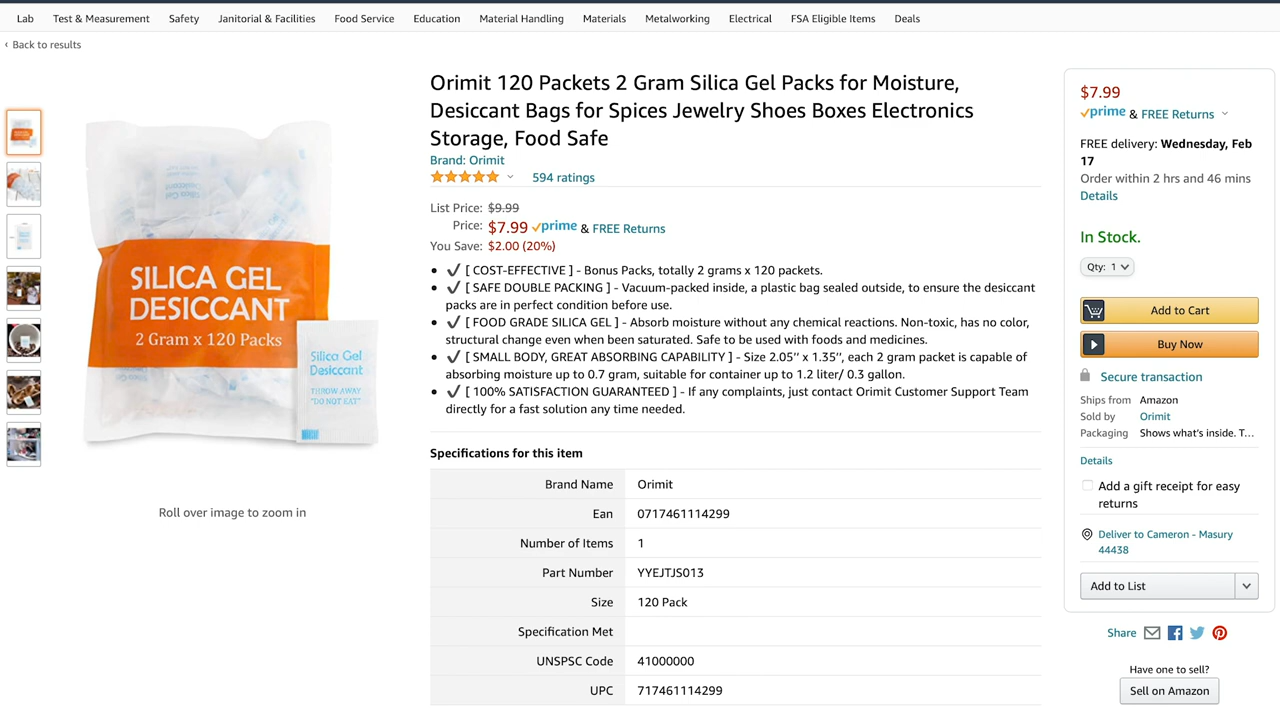 Lab Test & Measurement Safety Janitorial & Facilities Food Service Education Material Handling Materials Metalworking Electrical FSA Eligible Items Deals
‹ Back to results
SILICA GEL
DESICCANT
2 Gram x 120 Packs
Silica Gel
Desiccant
THROW AWAY
"DO NOT EAT"
Roll over image to zoom in
Orimit 120 Packets 2 Gram Silica Gel Packs for Moisture,
Desiccant Bags for Spices Jewelry Shoes Boxes Electronics
Storage, Food Safe
Brand: Orimit
594 ratings
List Price: $9.99
Price: $7.99 prime & FREE Returns
You Save: $2.00 (20%)
• ✔ [ COST-EFFECTIVE ] - Bonus Packs, totally 2 grams x 120 packets.
• ✔ [ SAFE DOUBLE PACKING ] - Vacuum-packed inside, a plastic bag sealed outside, to ensure the desiccant
packs are in perfect condition before use.
• ✔ [ FOOD GRADE SILICA GEL ] - Absorb moisture without any chemical reactions. Non-toxic, has no color,
structural change even when been saturated. Safe to be used with foods and medicines.
• ✔ [ SMALL BODY, GREAT ABSORBING CAPABILITY ] - Size 2.05’’ x 1.35’’, each 2 gram packet is capable of
absorbing moisture up to 0.7 gram, suitable for container up to 1.2 liter/ 0.3 gallon.
• ✔ [ 100% SATISFACTION GUARANTEED ] - If any complaints, just contact Orimit Customer Support Team
directly for a fast solution any time needed.
Specifications for this item
Brand Name Orimit
Ean 0717461114299
Number of Items 1
Part Number YYEJTJS013
Size 120 Pack
Specification Met
UNSPSC Code 41000000
UPC 717461114299
$7.99
prime & FREE Returns
FREE delivery: Wednesday, Feb
17
Order within 2 hrs and 46 mins
Details
In Stock.
Qty: 1
Add to Cart
Buy Now
Secure transaction
Ships from Amazon
Sold by Orimit
Packaging Shows what's inside. T...
Details
Add a gift receipt for easy
returns
Deliver to Cameron - Masury
44438
Add to List
Share
Have one to sell?
Sell on Amazon